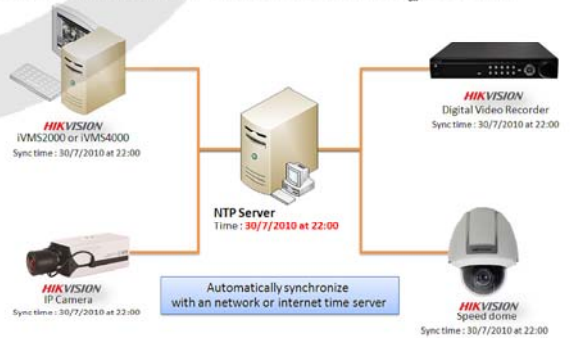 HIKVISION
iVMS2000 or iVMS4000
Sync time : 30/7/2010 at 22:00
HIKVISION
Digital Video Recorder
Sync time : 30/7/2010 at 22:00
NTP Server
Time : 30/7/2010 at 22:00
HIKVISION
IP Camera
Sync time : 30/7/2010 at 22:00
Automatically synchronize
with an network or internet time server
HIKVISION
Speed dome
Sync time : 30/7/2010 at 22:00